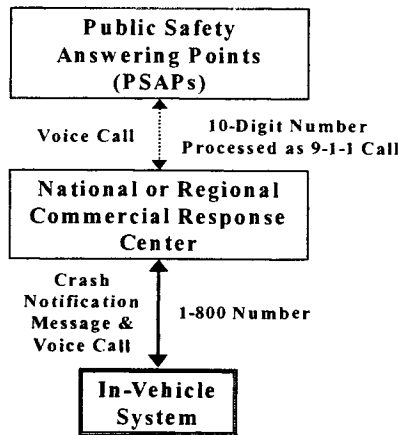 Public Safety
Answering Points
(PSAPs)
Voice Call
10-Digit Number
Processed as 9-1-1 Call
National or Regional
Commercial Response
Center
Crash
Notification
Message &
Voice Call
1-800 Number
In-Vehicle
System